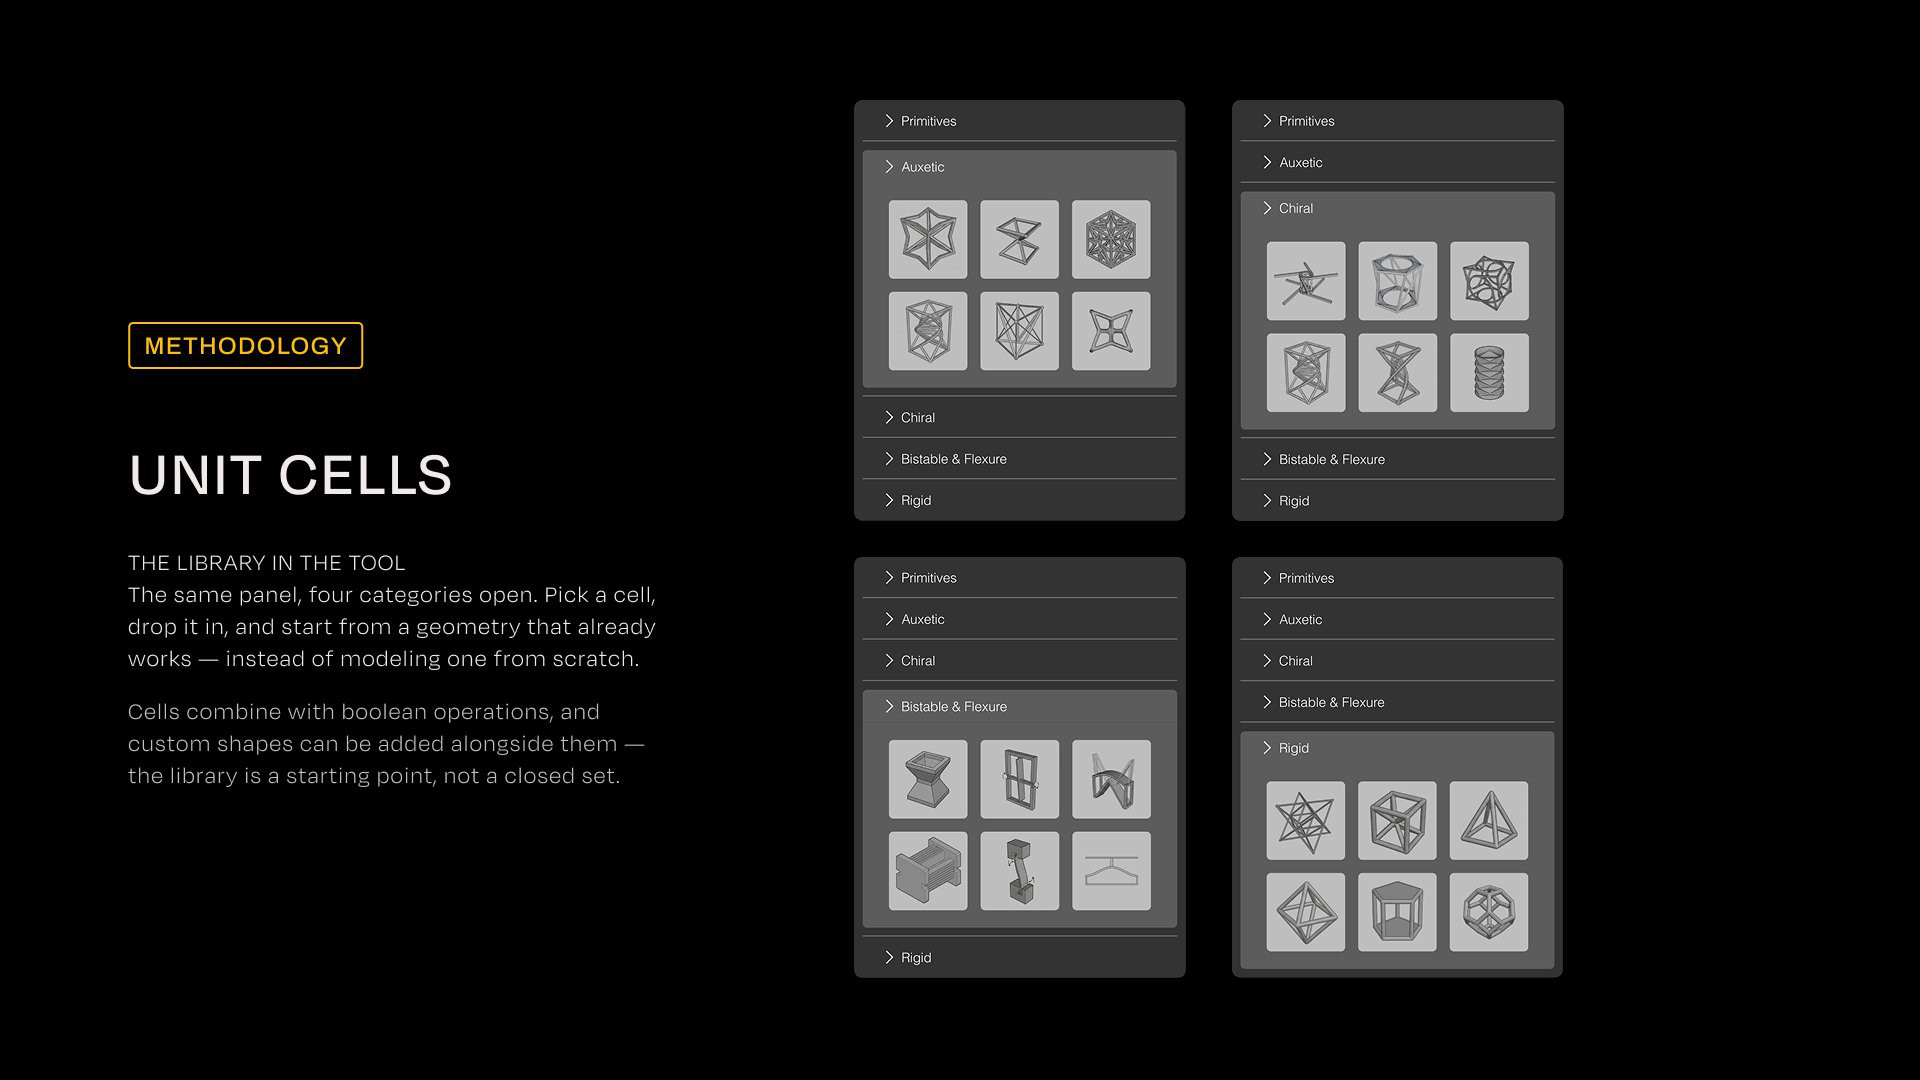 METHODOLOGY
UNIT CELLS
THE LIBRARY IN THE TOOL
The same panel, four categories open. Pick a cell,
drop it in, and start from a geometry that already
works — instead of modeling one from scratch.
Cells combine with boolean operations, and
custom shapes can be added alongside them —
the library is a starting point, not a closed set.
Primitives
Auxetic
Chiral
Bistable & Flexure
Rigid
Primitives
Auxetic
Chiral
Bistable & Flexure
Rigid
Primitives
Auxetic
Chiral
Bistable & Flexure
Rigid
Primitives
Auxetic
Chiral
Bistable & Flexure
Rigid